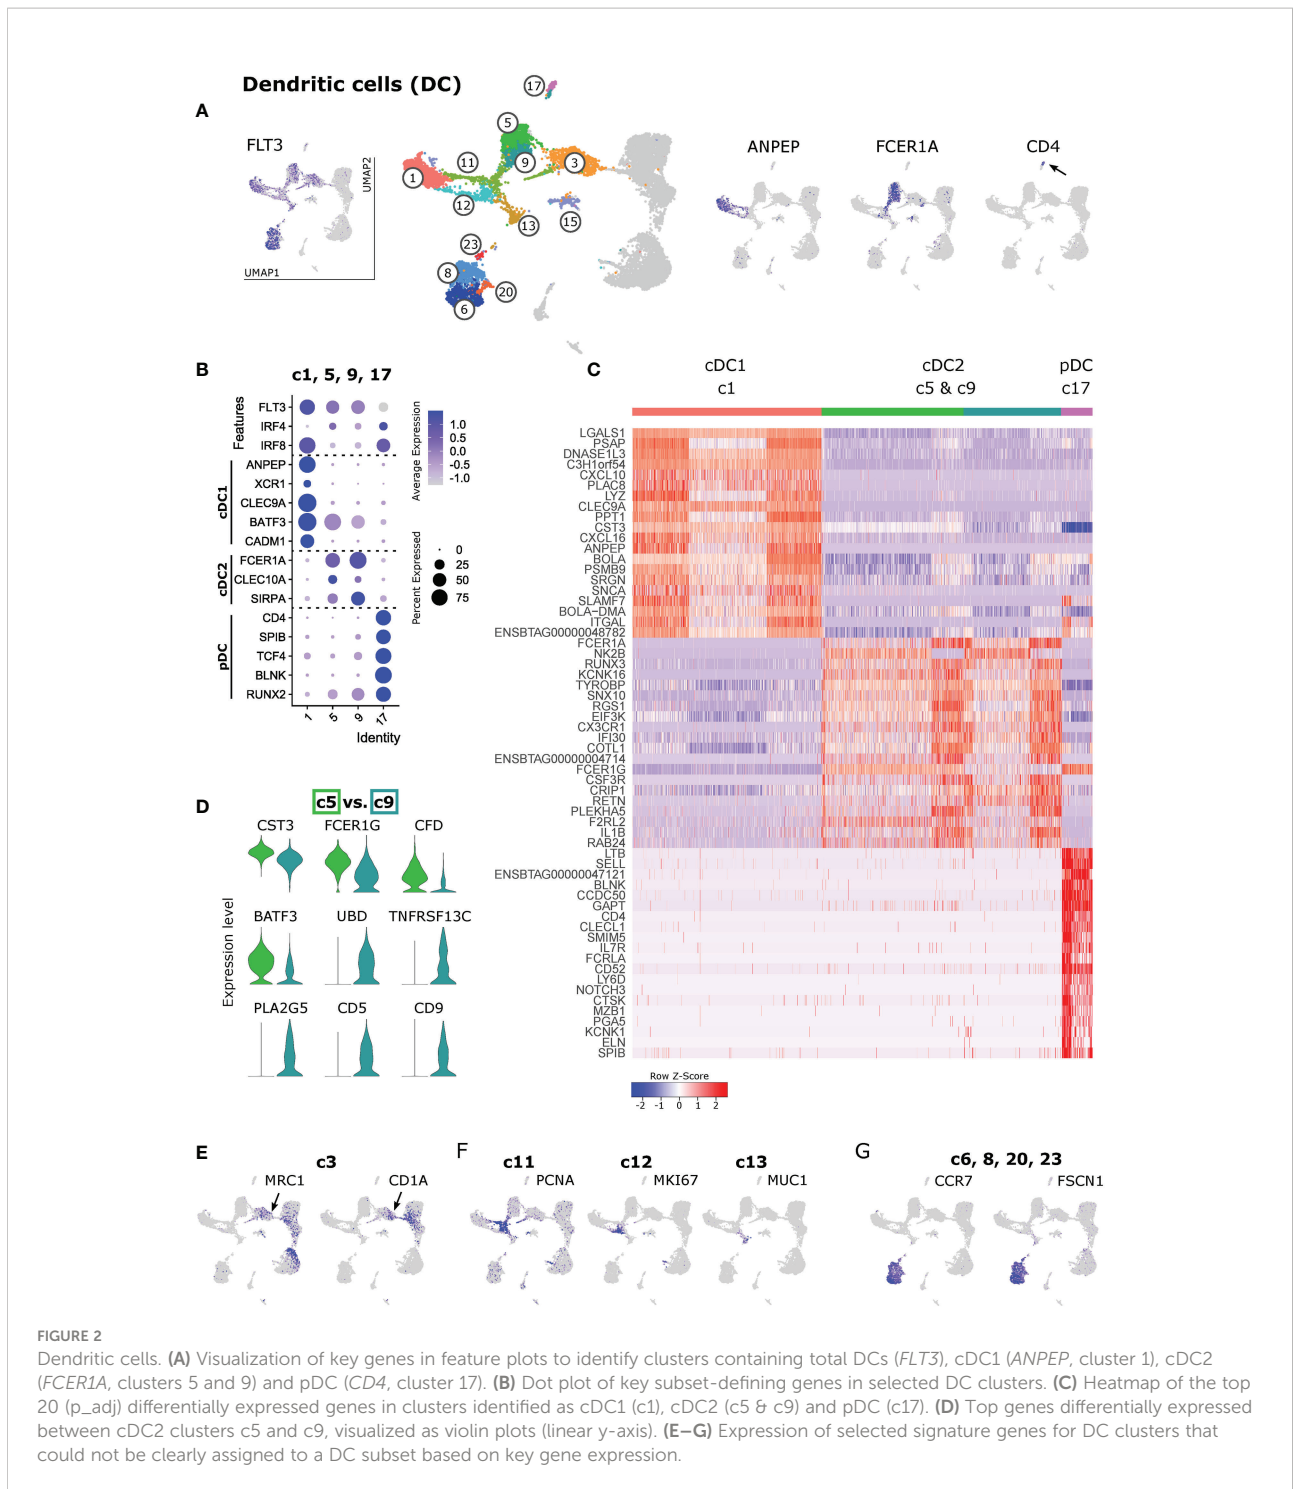 Dendritic cells (DC)
A
FLT3
UMAP2
UMAP1
17
5
11
9
3
1
12
13
15
23
8
20
6
ANPEP
FCER1A
CD4
B
c1, 5, 9, 17
Features
FLT3
IRF4
IRF8
cDC1
ANPEP
XCR1
CLEC9A
BATF3
CADM1
cDC2
FCER1A
CLEC10A
SIRPA
pDC
CD4
SPIB
TCF4
BLNK
RUNX2
1
5
9
17
Identity
Average Expression
1.0
0.5
0.0
-0.5
-1.0
Percent Expressed
0
25
50
75
C
cDC1
c1
cDC2
c5 & c9
pDC
c17
LGALS1
PSAP
DNASE1L3
C3H1orf54
CXCL10
PLAC8
LYZ
CLEC9A
PPT1
CST3
CXCL16
ANPEP
BOLA
PSMB9
SRGN
SNCA
SLAMF7
BOLA−DMA
ITGAL
ENSBTAG00000048782
FCER1A
NK2B
RUNX3
KCNK16
TYROBP
SNX10
RGS1
EIF3K
CX3CR1
IFI30
COTL1
ENSBTAG00000004714
FCER1G
CSF3R
CRIP1
RETN
PLEKHA5
F2RL2
IL1B
RAB24
LTB
SELL
ENSBTAG00000047121
BLNK
CCDC50
GAPT
CD4
CLECL1
SMIM5
IL7R
FCRLA
CD52
LY6D
NOTCH3
CTSK
MZB1
PGA5
KCNK1
ELN
SPIB
Row Z-Score
-2 -1 0 1 2
D
c5 vs. c9
Expression level
CST3 FCER1G CFD
BATF3 UBD TNFRSF13C
PLA2G5 CD5 CD9
E
c3
MRC1
CD1A
F
c11
PCNA
c12
MKI67
c13
MUC1
G
c6, 8, 20, 23
CCR7
FSCN1
FIGURE 2
Dendritic cells. (A) Visualization of key genes in feature plots to identify clusters containing total DCs (FLT3), cDC1 (ANPEP, cluster 1), cDC2
(FCER1A, clusters 5 and 9) and pDC (CD4, cluster 17). (B) Dot plot of key subset-defining genes in selected DC clusters. (C) Heatmap of the top
20 (p_adj) differentially expressed genes in clusters identified as cDC1 (c1), cDC2 (c5 & c9) and pDC (c17). (D) Top genes differentially expressed
between cDC2 clusters c5 and c9, visualized as violin plots (linear y-axis). (E–G) Expression of selected signature genes for DC clusters that
could not be clearly assigned to a DC subset based on key gene expression.